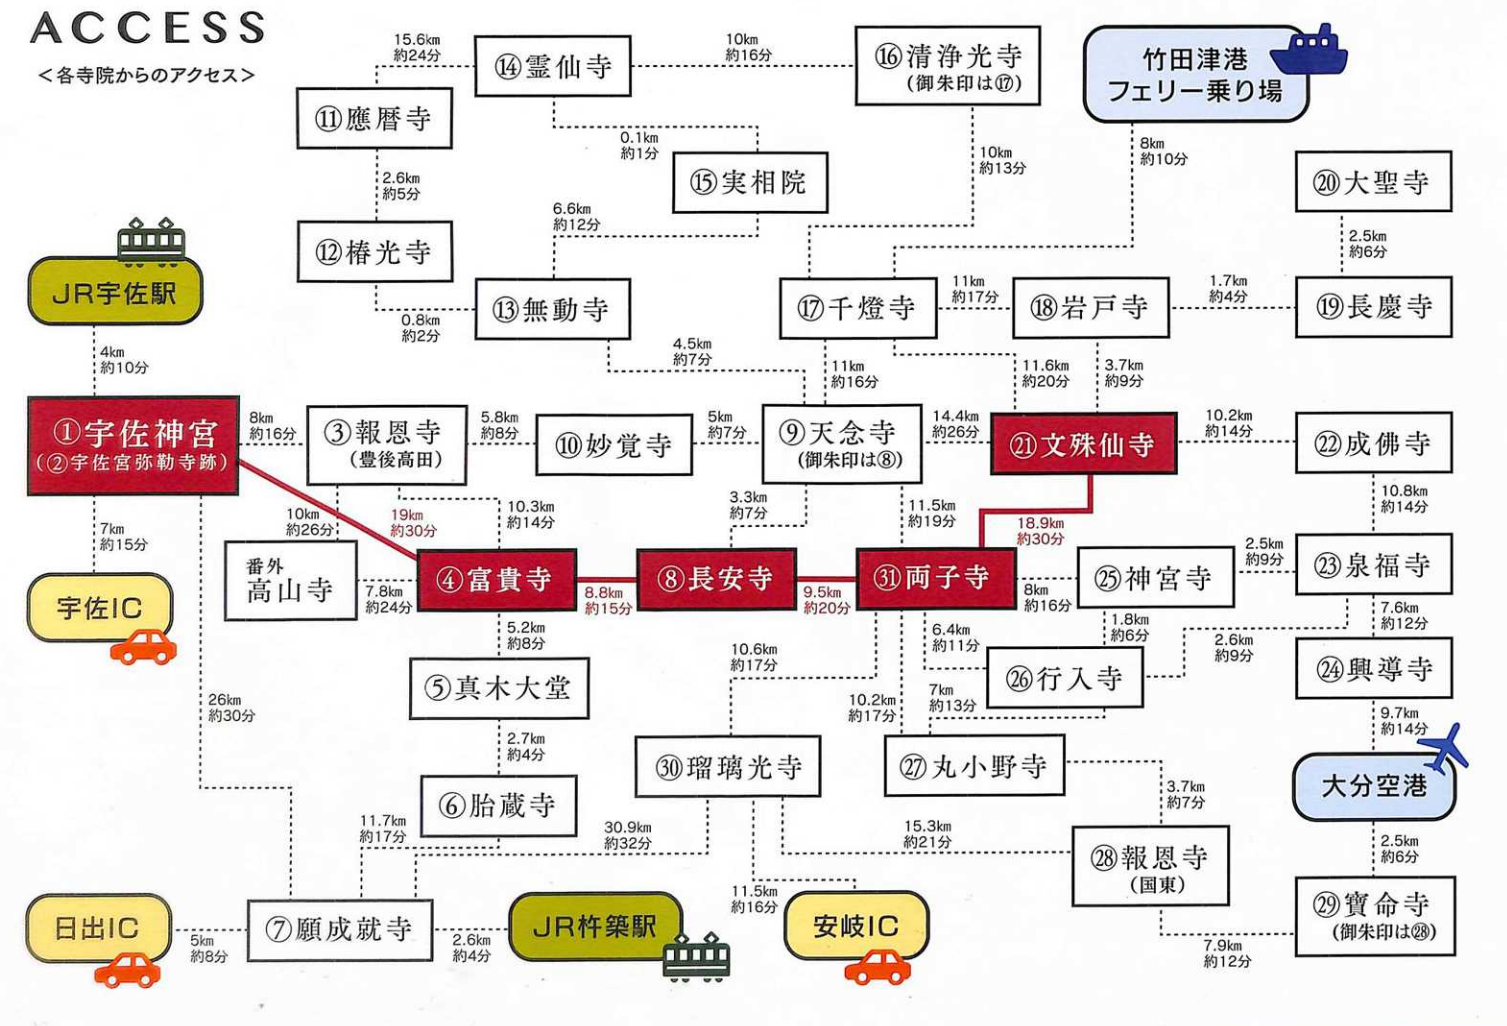 ACCESS
＜各寺院からのアクセス＞
15.6km
約24分
⑭霊仙寺
10km
約16分
⑯清浄光寺
(御朱印は⑰)
竹田津港
フェリー乗り場
⑪應暦寺
0.1km
約1分
10km
約13分
8km
約10分
⑮実相院
⑳大聖寺
2.6km
約5分
6.6km
約12分
2.5km
約6分
⑫椿光寺
JR宇佐駅
0.8km
約2分
⑬無動寺
⑰千燈寺
11km
約17分
⑱岩戸寺
1.7km
約4分
⑲長慶寺
4km
約10分
4.5km
約7分
11km
約16分
11.6km
約20分
3.7km
約9分
①宇佐神宮
(②宇佐宮弥勒寺跡)
8km
約16分
③報恩寺
(豊後高田)
5.8km
約8分
⑩妙覚寺
5km
約7分
⑨天念寺
(御朱印は⑧)
14.4km
約26分
㉑文殊仙寺
10.2km
約14分
㉒成佛寺
7km
約15分
10km
約26分
19km
約30分
10.3km
約14分
3.3km
約7分
11.5km
約19分
18.9km
約30分
10.8km
約14分
番外
高山寺
7.8km
約24分
④富貴寺
8.8km
約15分
⑧長安寺
9.5km
約20分
㉛両子寺
8km
約16分
㉕神宮寺
2.5km
約9分
㉓泉福寺
宇佐IC
5.2km
約8分
10.6km
約17分
6.4km
約11分
1.8km
約6分
2.6km
約9分
7.6km
約12分
⑤真木大堂
㉖行入寺
㉔興導寺
26km
約30分
10.2km
約17分
7km
約13分
9.7km
約14分
2.7km
約4分
㉚瑠璃光寺
㉗丸小野寺
大分空港
⑥胎蔵寺
3.7km
約7分
11.7km
約17分
30.9km
約32分
15.3km
約21分
2.5km
約6分
㉘報恩寺
(国東)
11.5km
約16分
日出IC
5km
約8分
⑦願成就寺
2.6km
約4分
JR杵築駅
安岐IC
7.9km
約12分
㉙寶命寺
(御朱印は㉘)